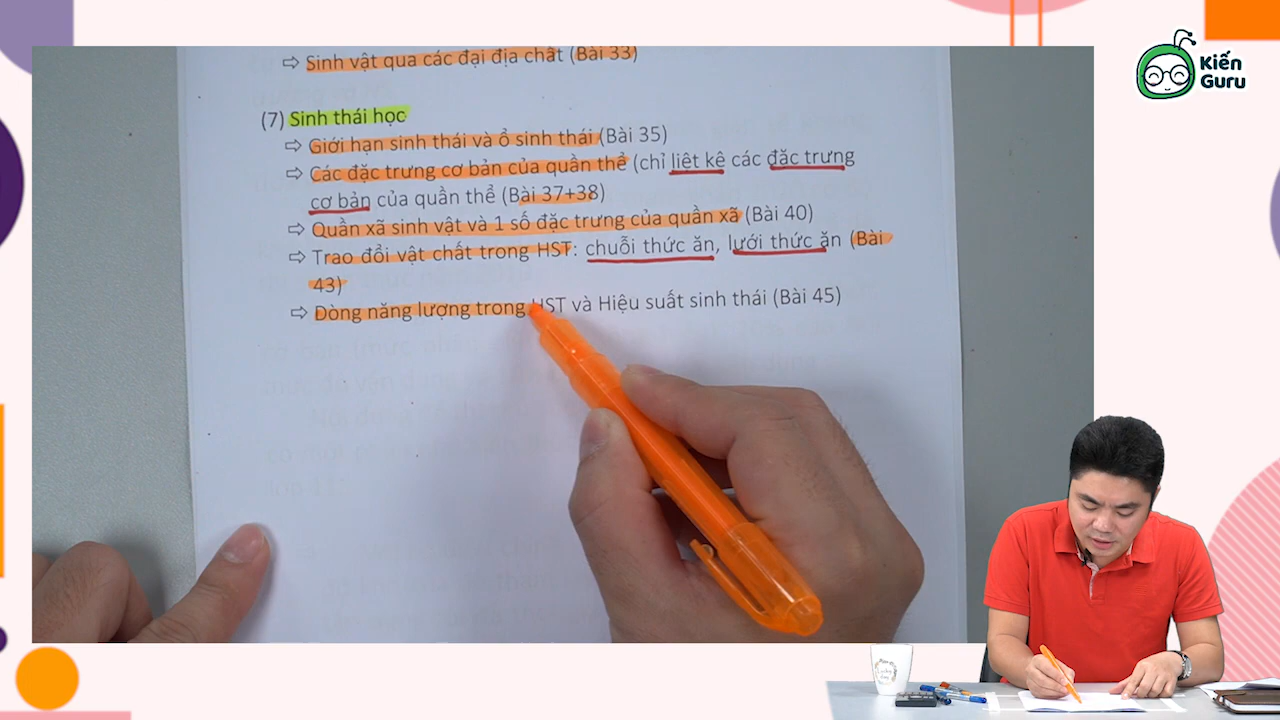 ⇨ Sinh vật qua các đại địa chất (Bài 33)
(7) Sinh thái học
⇨ Giới hạn sinh thái và ổ sinh thái (Bài 35)
⇨ Các đặc trưng cơ bản của quần thể (chỉ liệt kê các đặc trưng
cơ bản của quần thể (Bài 37+38)
⇨ Quần xã sinh vật và 1 số đặc trưng của quần xã (Bài 40)
⇨ Trao đổi vật chất trong HST: chuỗi thức ăn, lưới thức ăn (Bài
43)
⇨ Dòng năng lượng trong HST và Hiệu suất sinh thái (Bài 45)
Kiến
Guru